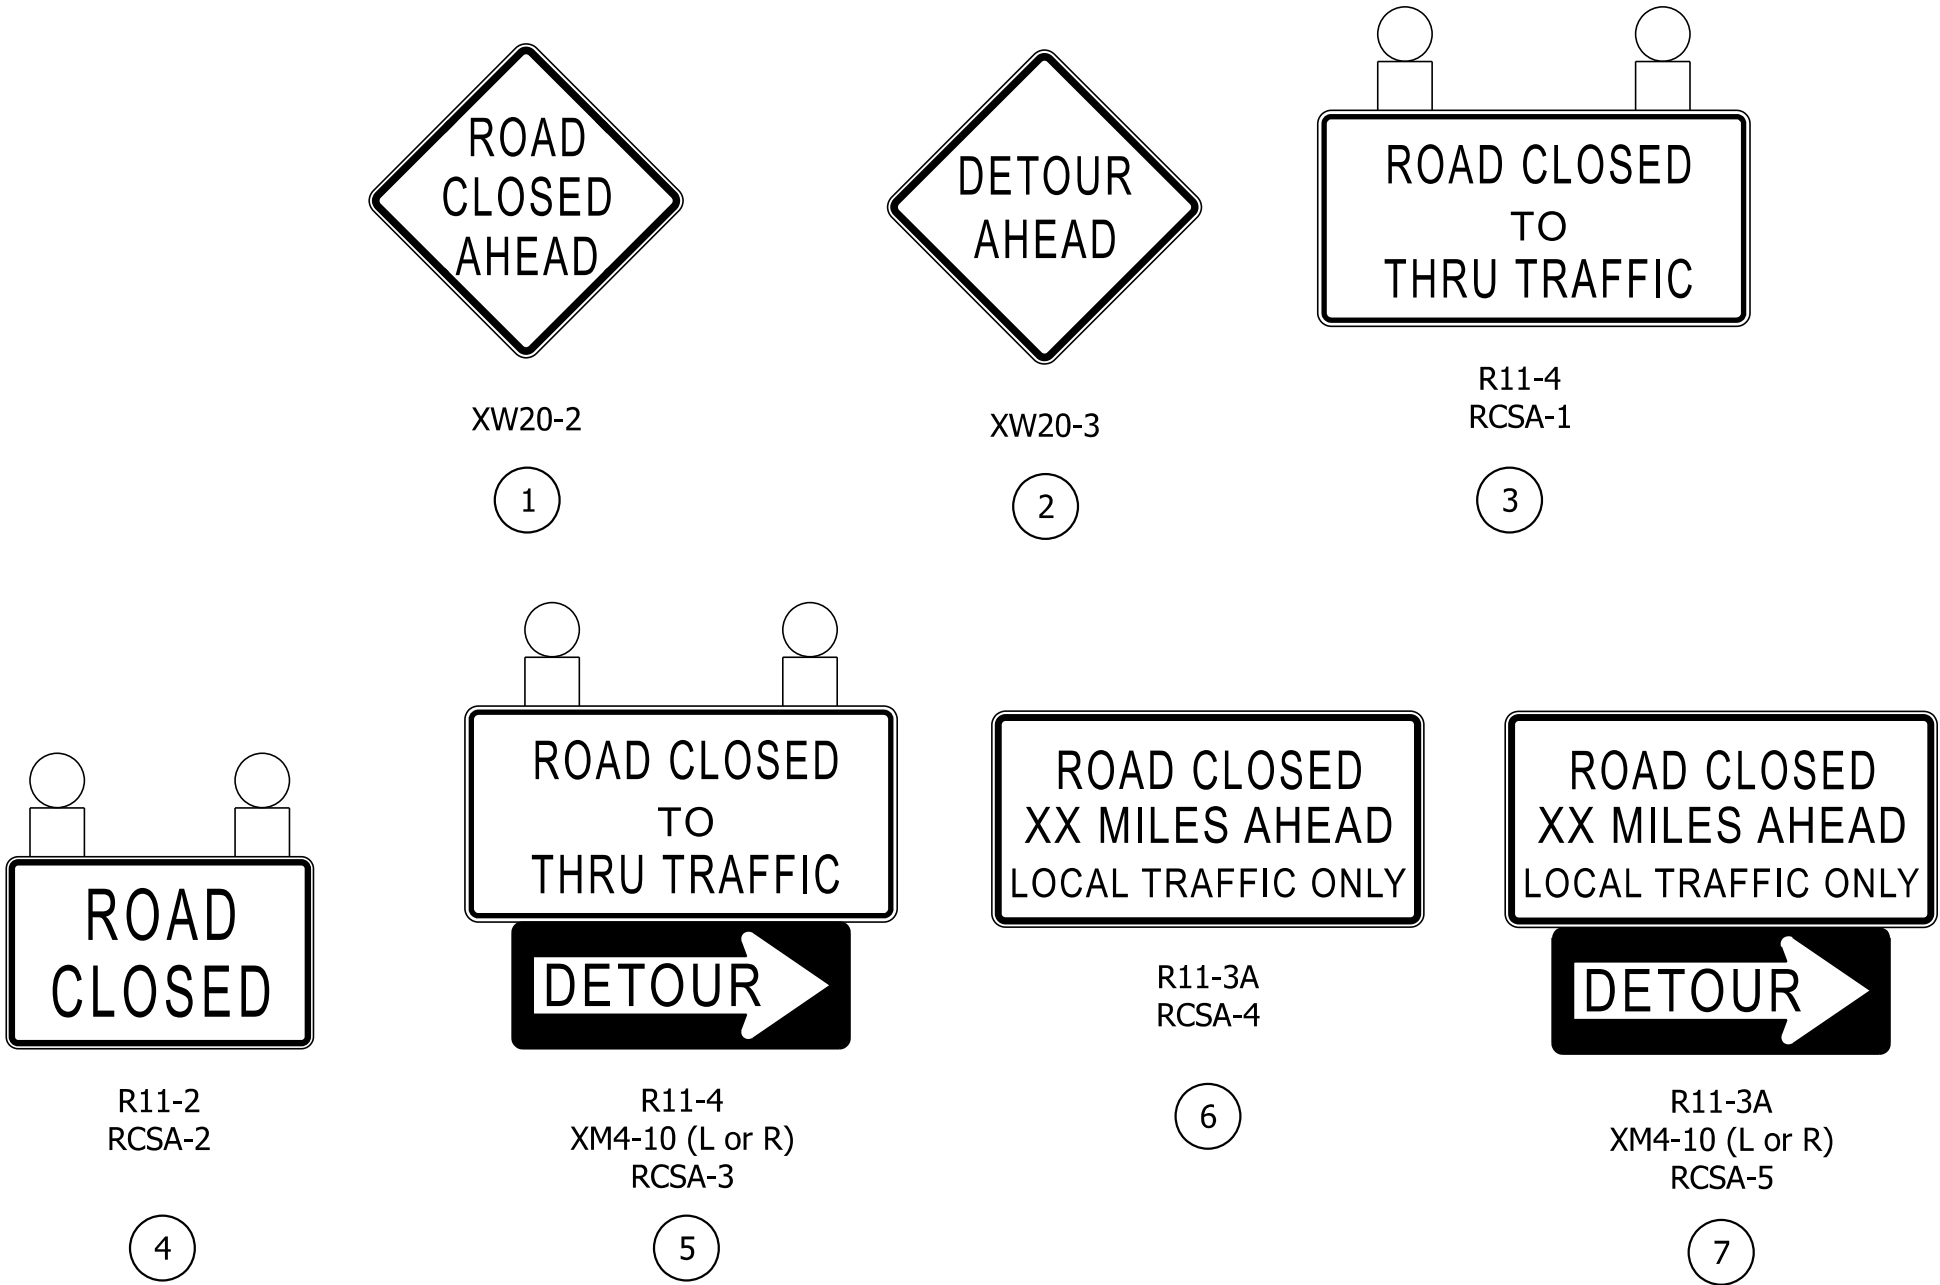 ROAD
CLOSED
AHEAD
XW20-2
1
DETOUR
AHEAD
XW20-3
2
ROAD CLOSED
TO
THRU TRAFFIC
R11-4
RCSA-1
3
ROAD
CLOSED
R11-2
RCSA-2
4
ROAD CLOSED
TO
THRU TRAFFIC
DETOUR
R11-4
XM4-10 (L or R)
RCSA-3
5
ROAD CLOSED
XX MILES AHEAD
LOCAL TRAFFIC ONLY
R11-3A
RCSA-4
6
ROAD CLOSED
XX MILES AHEAD
LOCAL TRAFFIC ONLY
DETOUR
R11-3A
XM4-10 (L or R)
RCSA-5
7